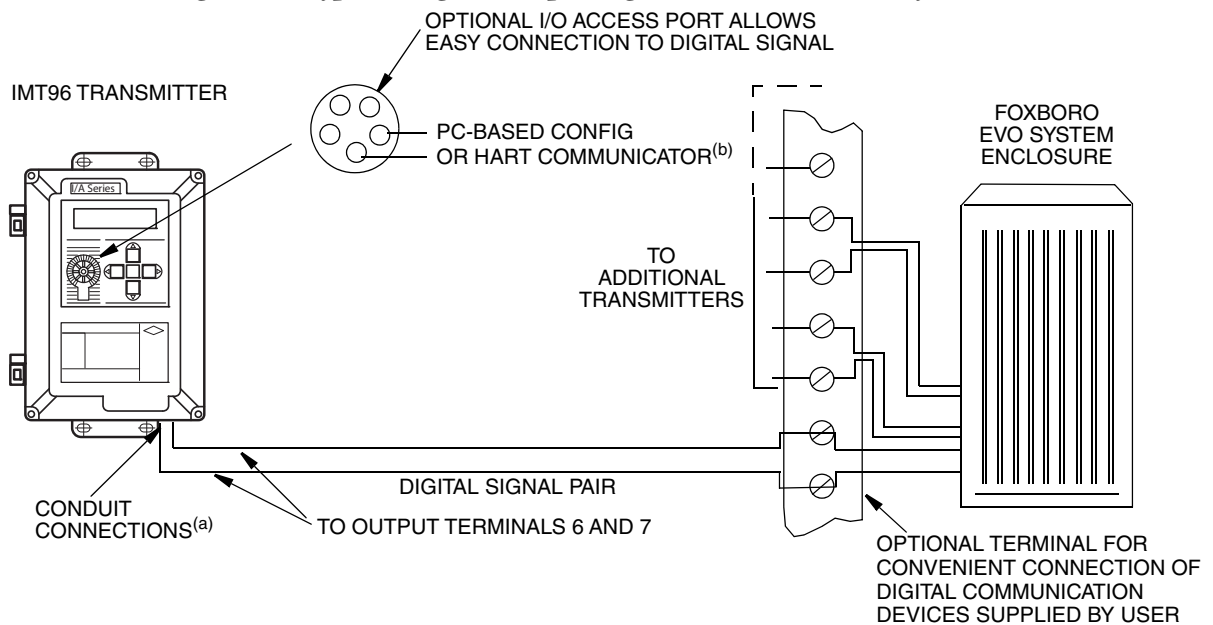 OPTIONAL I/O ACCESS PORT ALLOWS
EASY CONNECTION TO DIGITAL SIGNAL
IMT96 TRANSMITTER
PC-BASED CONFIG
OR HART COMMUNICATOR(b)
FOXBORO
EVO SYSTEM
ENCLOSURE
I/A Series
TO
ADDITIONAL
TRANSMITTERS
DIGITAL SIGNAL PAIR
CONDUIT
CONNECTIONS(a)
TO OUTPUT TERMINALS 6 AND 7
OPTIONAL TERMINAL FOR
CONVENIENT CONNECTION OF
DIGITAL COMMUNICATION
DEVICES SUPPLIED BY USER